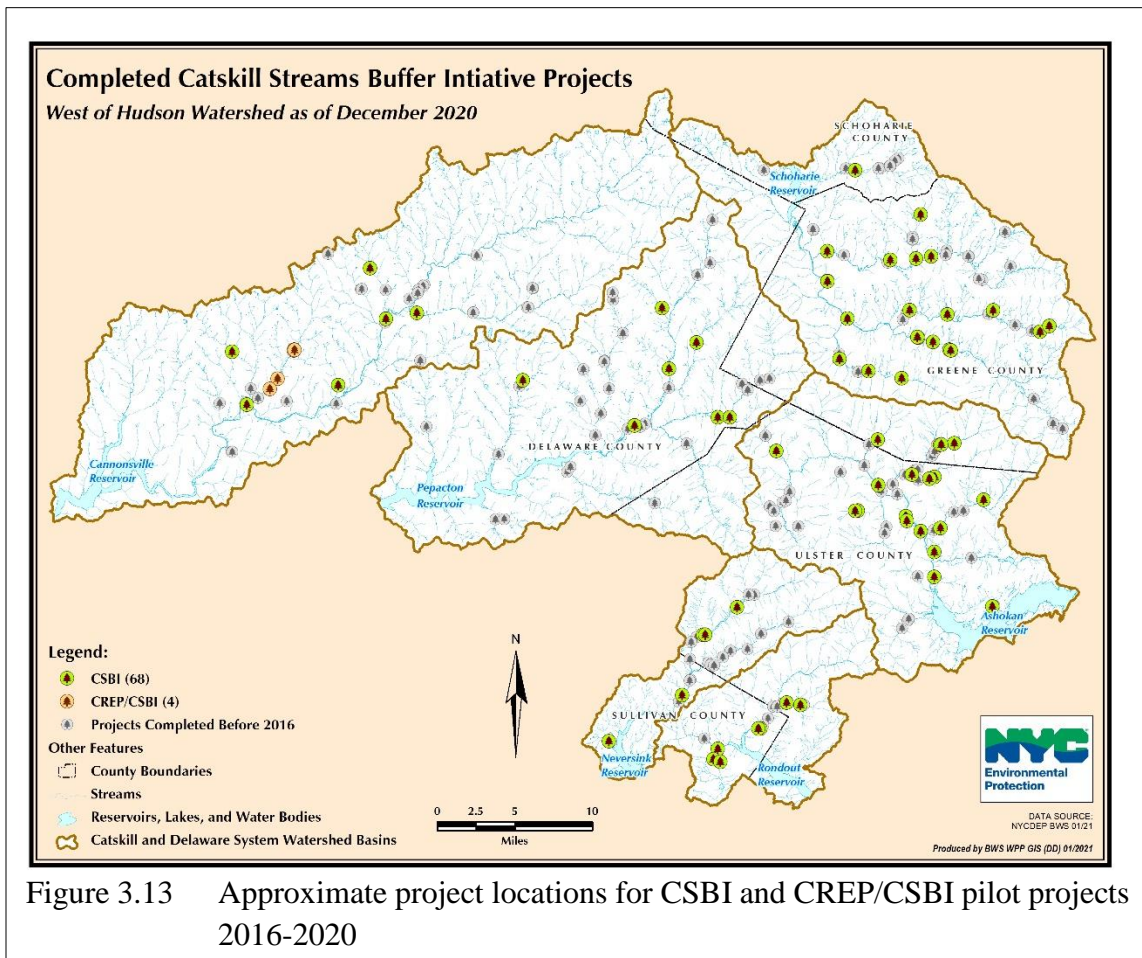 Completed Catskill Streams Buffer Intiative Projects
West of Hudson Watershed as of December 2020
SCHOHARIE
COUNTY
Schoharie
Reservoir
GREENE COUNTY
DELAWARE COUNTY
Cannonsville
Reservoir
Pepacton
Reservoir
ULSTER COUNTY
Ashokan
Reservoir
SULLIVAN COUNTY
Neversink
Reservoir
Rondout
Reservoir
Legend:
CSBI (68)
CREP/CSBI (4)
Projects Completed Before 2016
Other Features
County Boundaries
Streams
Reservoirs, Lakes, and Water Bodies
Catskill and Delaware System Watershed Basins
N
0 2.5 5 10
Miles
NYC
Environmental
Protection
DATA SOURCE:
NYCDEP BWS 01/21
Produced by BWS WPP GIS (DD) 01/2021
Figure 3.13 Approximate project locations for CSBI and CREP/CSBI pilot projects
2016-2020